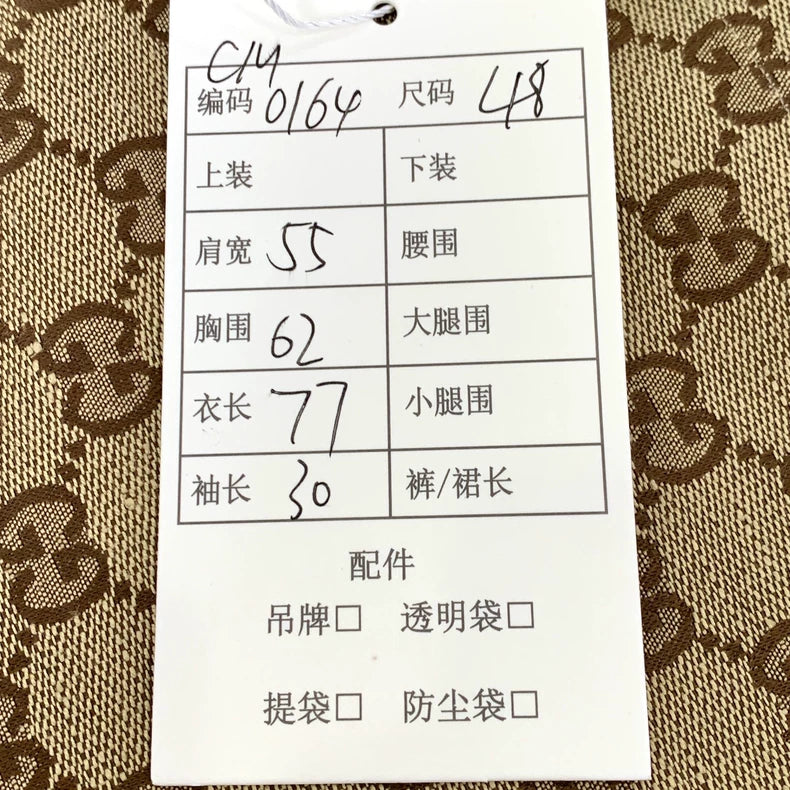 C1M
编码 0164 尺码 48
上装 下装
肩宽 55 腰围
胸围 62 大腿围
衣长 77 小腿围
袖长 30 裤/裙长
配件
吊牌□ 透明袋□
提袋□ 防尘袋□